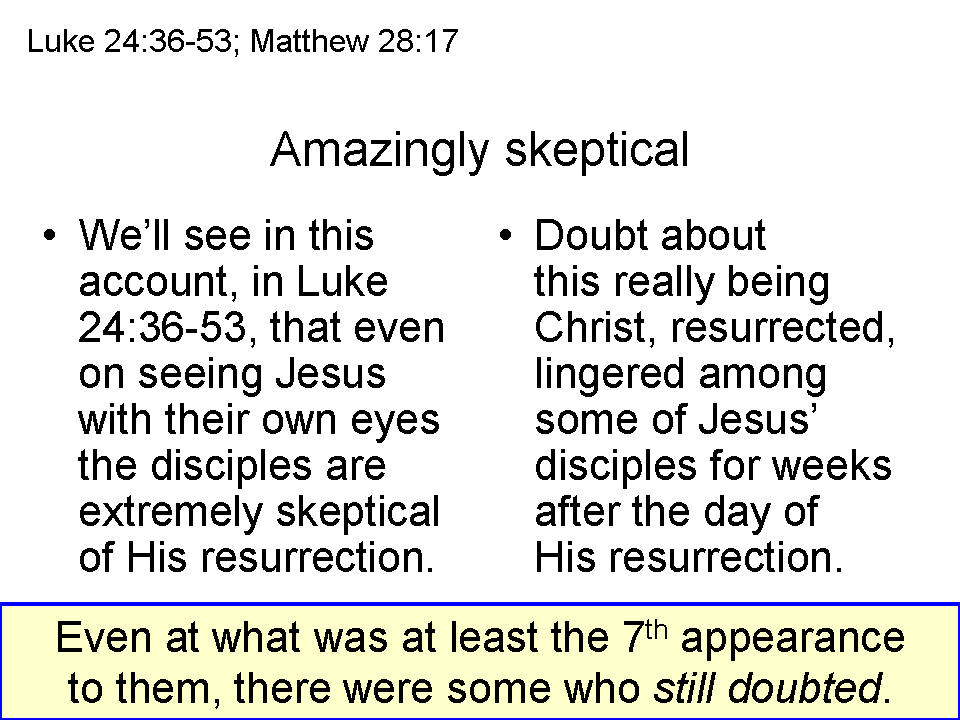 Luke 24:36-53; Matthew 28:17
Amazingly skeptical
• We’ll see in this
account, in Luke
24:36-53, that even
on seeing Jesus
with their own eyes
the disciples are
extremely skeptical
of His resurrection.
• Doubt about
this really being
Christ, resurrected,
lingered among
some of Jesus’
disciples for weeks
after the day of
His resurrection.
Even at what was at least the 7th appearance
to them, there were some who still doubted.